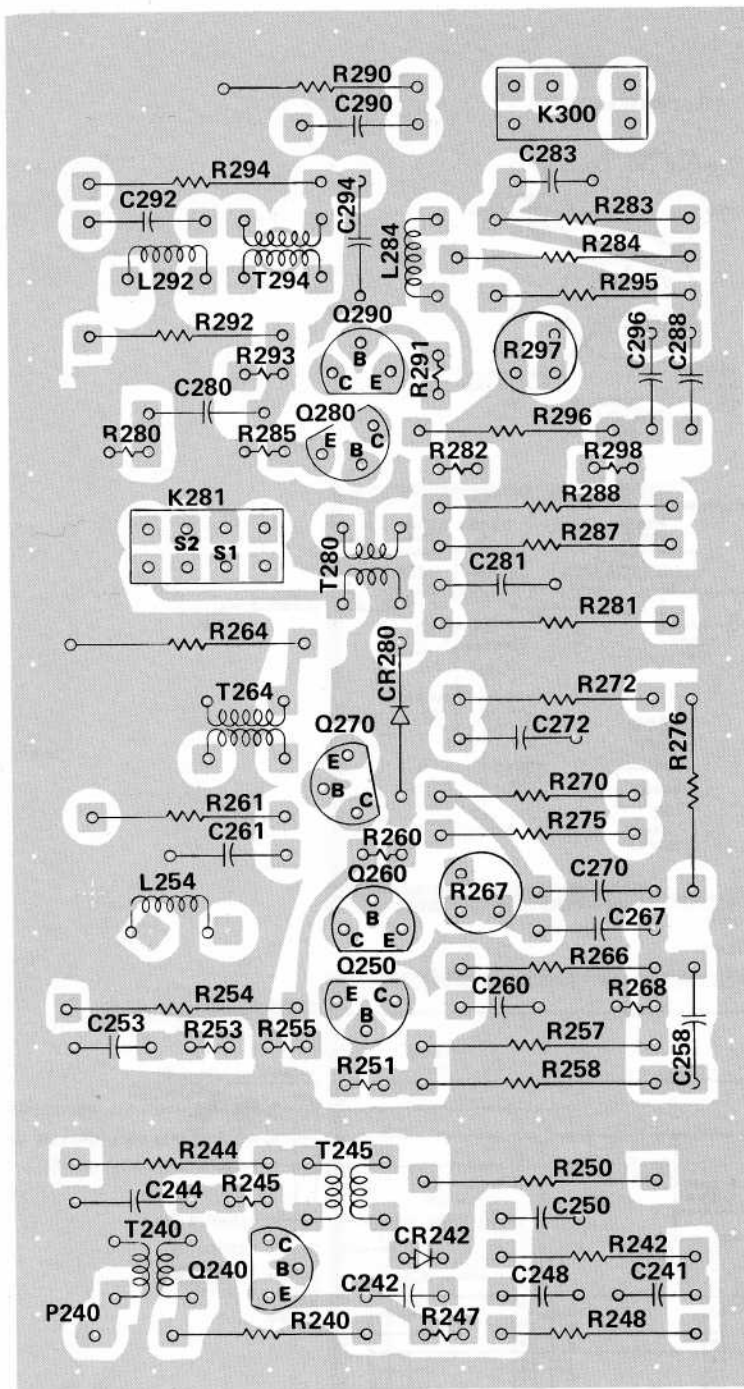 R290
C290
K300
C283
R294
C292
C294
R283
L284
R284
L292
T294
R295
Q290
B
C E
R292
R293
R291
R297
C296
C288
C280
Q280
C
E
B
R296
R280
R285
R282
R298
K281
S2 S1
R288
R287
T280
C281
R281
R264
CR280
T264
R272
Q270
E
B
C
C272
R276
R261
R270
C261
R260
R275
L254
Q260
B
C E
R267
C270
C267
Q250
E C
B
R266
R254
C260
R268
C253
R253
R255
R257
C258
R251
R258
R244
T245
R250
C244
R245
C250
T240
Q240
C
B
E
CR242
R242
C242
C248
C241
P240
R240
R247
R248